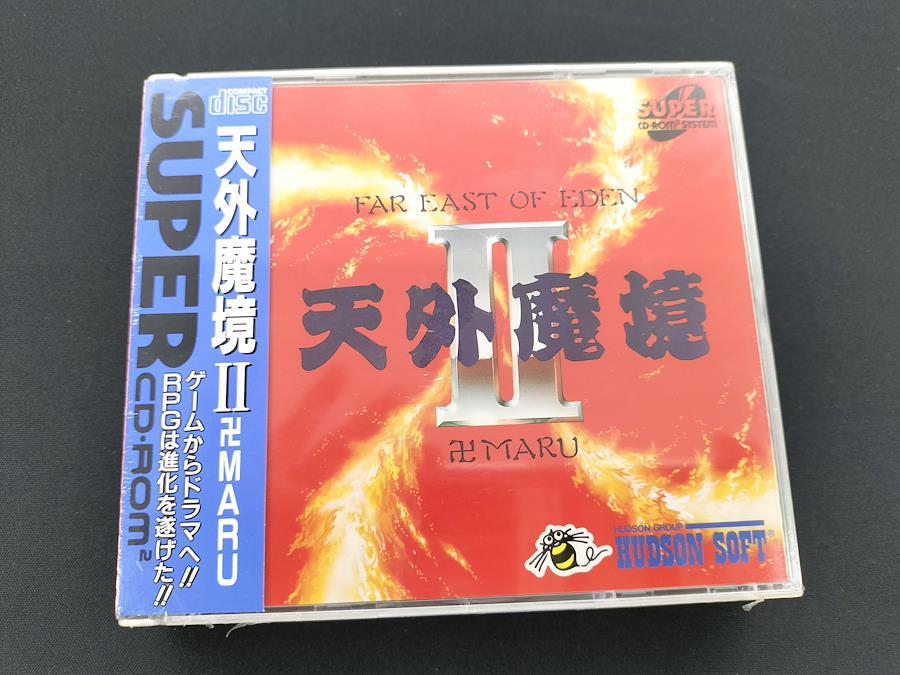 COMPACT
disc
SUPER CD-ROM²
天外魔境II 卍MARU
ゲームからドラマへ!!
RPGは進化を遂げた!!
SUPER
CD-ROM² SYSTEM
FAR EAST OF EDEN
II
天外魔境
卍MARU
HUDSON GROUP
HUDSON SOFT®